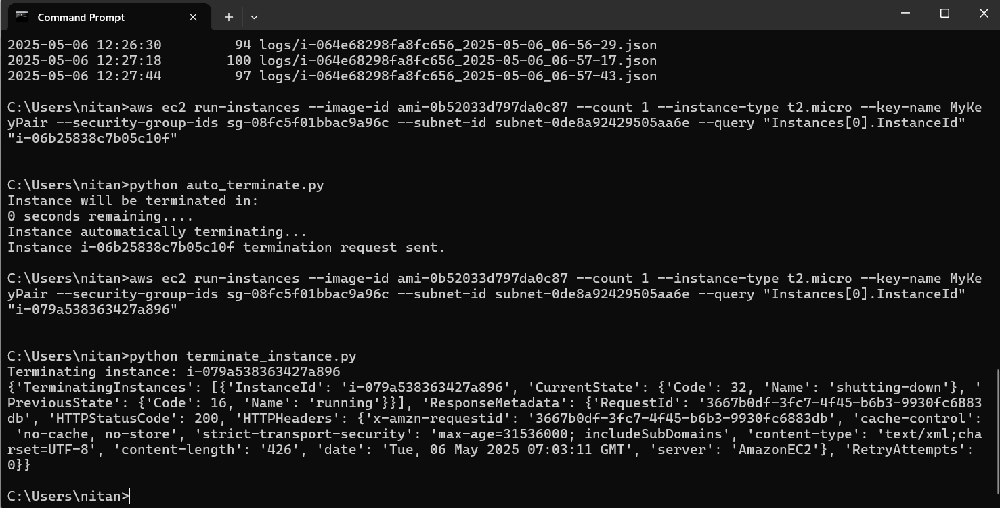 Command Prompt
2025-05-06 12:26:30         94 logs/i-064e68298fa8fc656_2025-05-06_06-56-29.json
2025-05-06 12:27:18        100 logs/i-064e68298fa8fc656_2025-05-06_06-57-17.json
2025-05-06 12:27:44         97 logs/i-064e68298fa8fc656_2025-05-06_06-57-43.json
C:\Users\nitan>aws ec2 run-instances --image-id ami-0b52033d797da0c87 --count 1 --instance-type t2.micro --key-name MyKe
yPair --security-group-ids sg-08fc5f01bbac9a96c --subnet-id subnet-0de8a92429505aa6e --query "Instances[0].InstanceId"
"i-06b25838c7b05c10f"
C:\Users\nitan>python auto_terminate.py
Instance will be terminated in:
0 seconds remaining....
Instance automatically terminating...
Instance i-06b25838c7b05c10f termination request sent.
C:\Users\nitan>aws ec2 run-instances --image-id ami-0b52033d797da0c87 --count 1 --instance-type t2.micro --key-name MyKe
yPair --security-group-ids sg-08fc5f01bbac9a96c --subnet-id subnet-0de8a92429505aa6e --query "Instances[0].InstanceId"
"i-079a538363427a896"
C:\Users\nitan>python terminate_instance.py
Terminating instance: i-079a538363427a896
{'TerminatingInstances': [{'InstanceId': 'i-079a538363427a896', 'CurrentState': {'Code': 32, 'Name': 'shutting-down'}, '
PreviousState': {'Code': 16, 'Name': 'running'}}], 'ResponseMetadata': {'RequestId': '3667b0df-3fc7-4f45-b6b3-9930fc6883
db', 'HTTPStatusCode': 200, 'HTTPHeaders': {'x-amzn-requestid': '3667b0df-3fc7-4f45-b6b3-9930fc6883db', 'cache-control':
 'no-cache, no-store', 'strict-transport-security': 'max-age=31536000; includeSubDomains', 'content-type': 'text/xml;cha
rset=UTF-8', 'content-length': '426', 'date': 'Tue, 06 May 2025 07:03:11 GMT', 'server': 'AmazonEC2'}, 'RetryAttempts':
0}}
C:\Users\nitan>